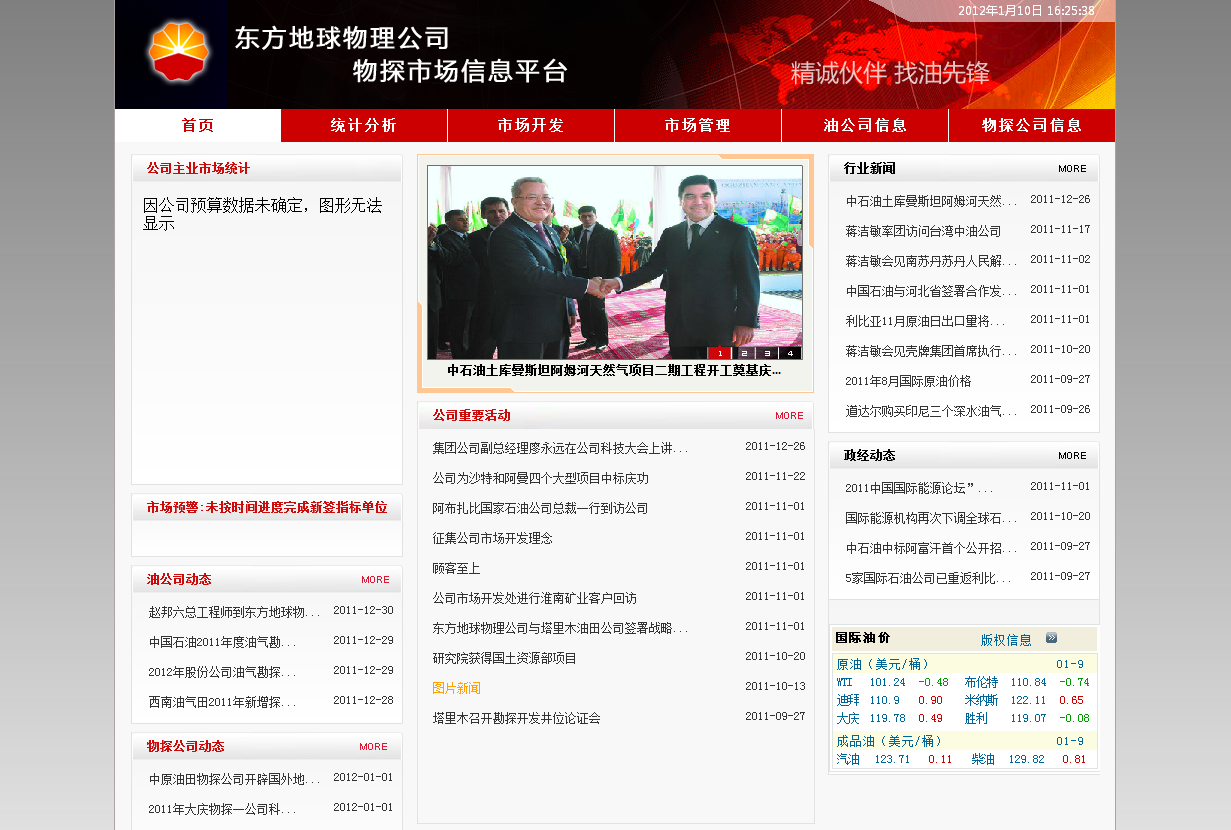 2012年1月10日 16:25:38
东方地球物理公司
物探市场信息平台
精诚伙伴 找油先锋
首页 统计分析 市场开发 市场管理 油公司信息 物探公司信息
公司主业市场统计
因公司预算数据未确定，图形无法
显示
市场预警:未按时间进度完成新签指标单位
油公司动态 MORE
赵邦六总工程师到东方地球物... 2011-12-30
中国石油2011年度油气勘... 2011-12-29
2012年股份公司油气勘探... 2011-12-29
西南油气田2011年新增探... 2011-12-28
物探公司动态 MORE
中原油田物探公司开辟国外地... 2012-01-01
2011年大庆物探一公司科... 2012-01-01
1 2 3 4
中石油土库曼斯坦阿姆河天然气项目二期工程开工奠基庆...
公司重要活动 MORE
集团公司副总经理廖永远在公司科技大会上讲... 2011-12-26
公司为沙特和阿曼四个大型项目中标庆功 2011-11-22
阿布扎比国家石油公司总裁一行到访公司 2011-11-01
征集公司市场开发理念 2011-11-01
顾客至上 2011-11-01
公司市场开发处进行淮南矿业客户回访 2011-11-01
东方地球物理公司与塔里木油田公司签署战略... 2011-11-01
研究院获得国土资源部项目 2011-10-20
图片新闻 2011-10-13
塔里木召开勘探开发井位论证会 2011-09-27
行业新闻 MORE
中石油土库曼斯坦阿姆河天然... 2011-12-26
蒋洁敏率团访问台湾中油公司 2011-11-17
蒋洁敏会见南苏丹苏丹人民解... 2011-11-02
中国石油与河北省签署合作发... 2011-11-01
利比亚11月原油日出口量将... 2011-11-01
蒋洁敏会见壳牌集团首席执行... 2011-10-20
2011年8月国际原油价格 2011-09-27
道达尔购买印尼三个深水油气... 2011-09-26
政经动态 MORE
2011中国国际能源论坛”... 2011-11-01
国际能源机构再次下调全球石... 2011-10-20
中石油中标阿富汗首个公开招... 2011-09-27
5家国际石油公司已重返利比... 2011-09-27
国际油价 版权信息
原油（美元/桶） 01-9
WTI 101.24 -0.48 布伦特 110.84 -0.74
迪拜 110.9 0.90 米纳斯 122.11 0.65
大庆 119.78 0.49 胜利 119.07 -0.08
成品油（美元/桶） 01-9
汽油 123.71 0.11 柴油 129.82 0.81